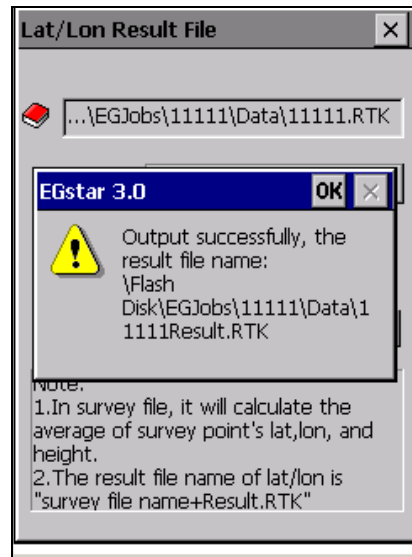 Lat/Lon Result File
...\EGJobs\11111\Data\11111.RTK
EGstar 3.0
OK
Output successfully, the
result file name:
\Flash
Disk\EGJobs\11111\Data\1
1111Result.RTK
Note:
1.In survey file, it will calculate the
average of survey point's lat,lon, and
height.
2.The result file name of lat/lon is
"survey file name+Result.RTK"